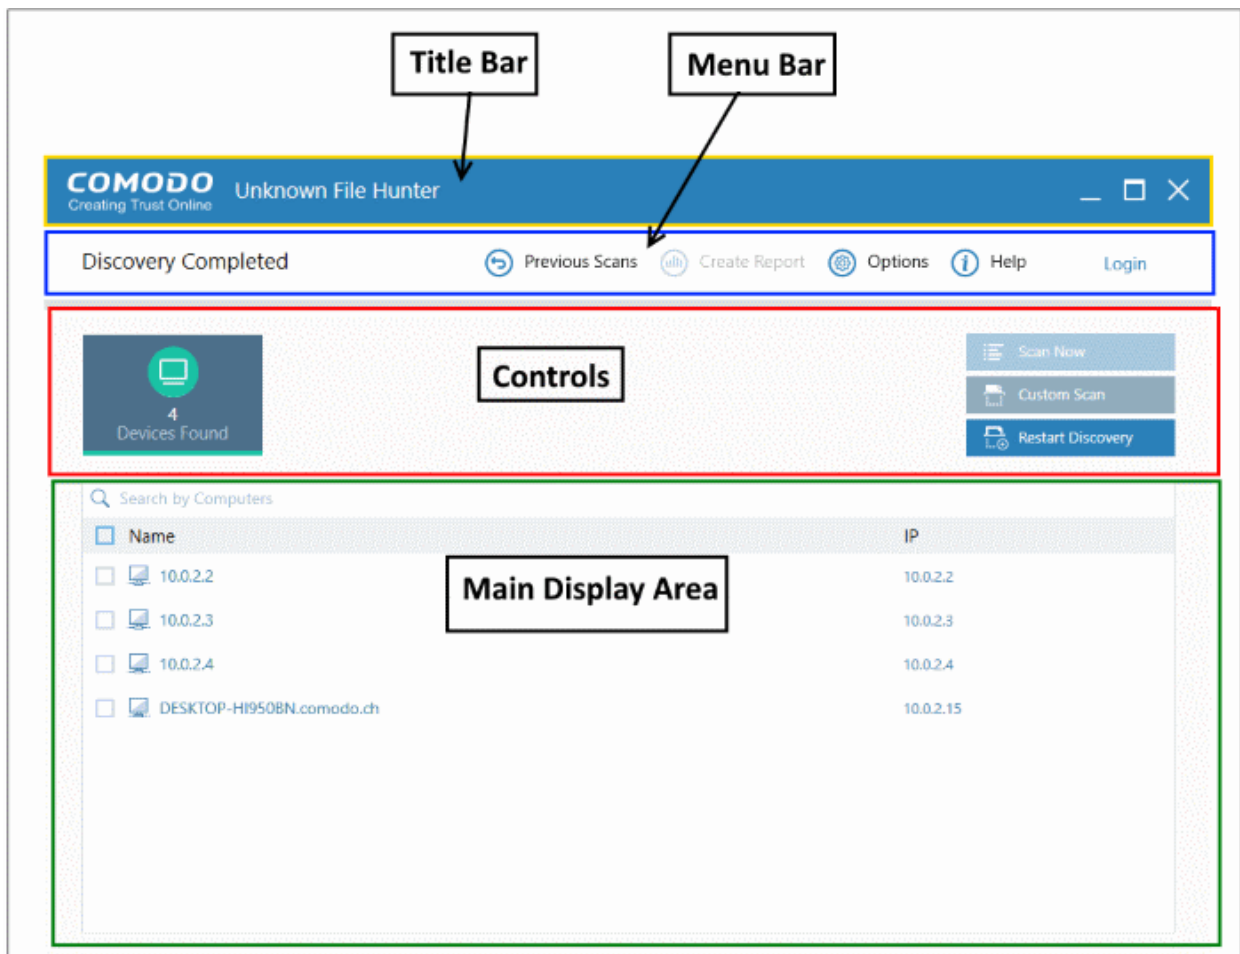 Title Bar
Menu Bar
COMODO
Creating Trust Online
Unknown File Hunter
Discovery Completed
Previous Scans
Create Report
Options
Help
Login
4
Devices Found
Controls
Scan Now
Custom Scan
Restart Discovery
Search by Computers
Name IP
10.0.2.2 10.0.2.2
Main Display Area
10.0.2.3 10.0.2.3
10.0.2.4 10.0.2.4
DESKTOP-HI950BN.comodo.ch 10.0.2.15